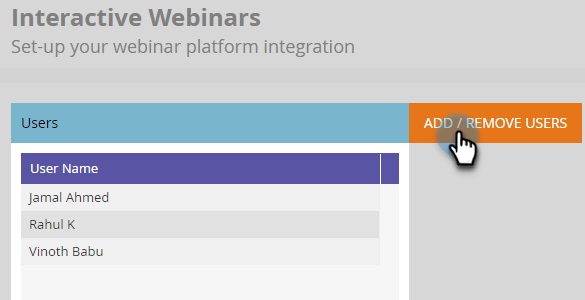 Interactive Webinars
Set-up your webinar platform integration
Users
ADD / REMOVE USERS
User Name
Jamal Ahmed
Rahul K
Vinoth Babu